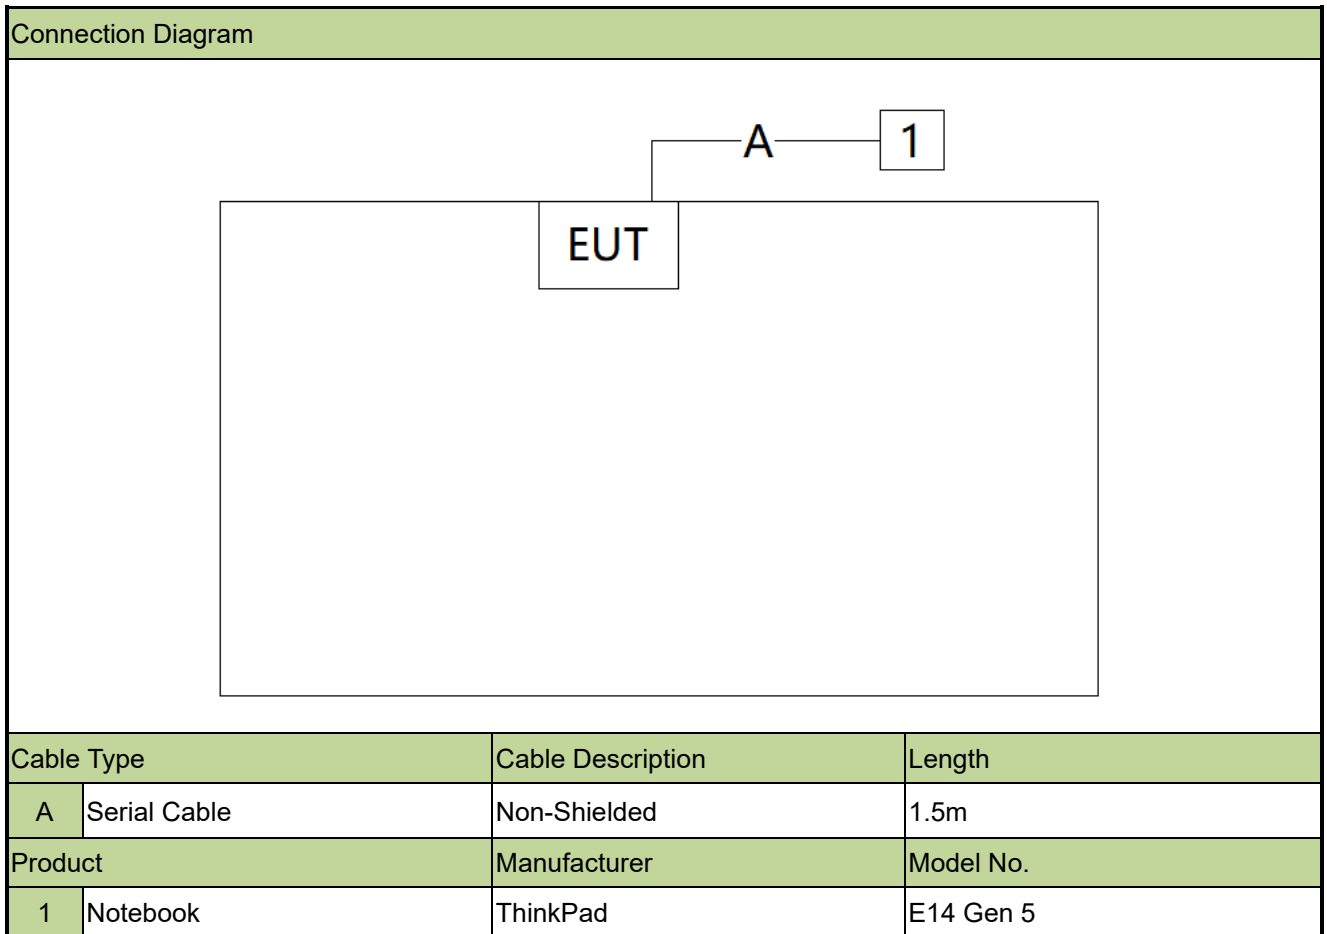 Connection Diagram
A 1
EUT
Cable Type Cable Description Length
A Serial Cable Non-Shielded 1.5m
Product Manufacturer Model No.
1 Notebook ThinkPad E14 Gen 5